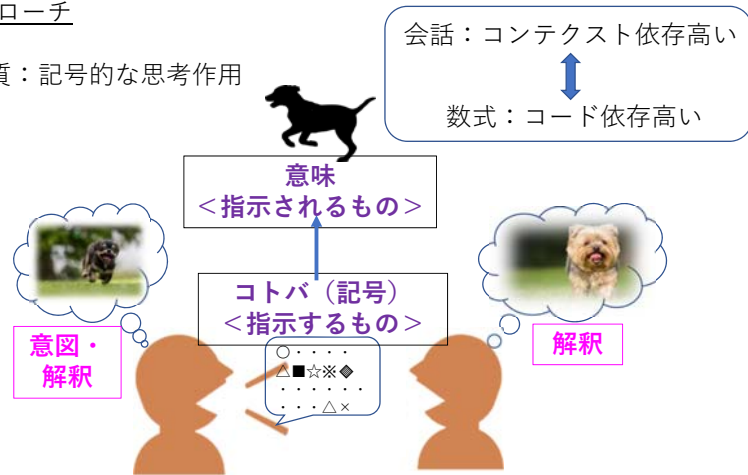 ローチ
質：記号的な思考作用
会話：コンテクスト依存高い
数式：コード依存高い
意味
＜指示されるもの＞
コトバ（記号）
＜指示するもの＞
意図・
解釈
解釈
○・・・・
△■☆※◆
・・・・・・
・・・△×